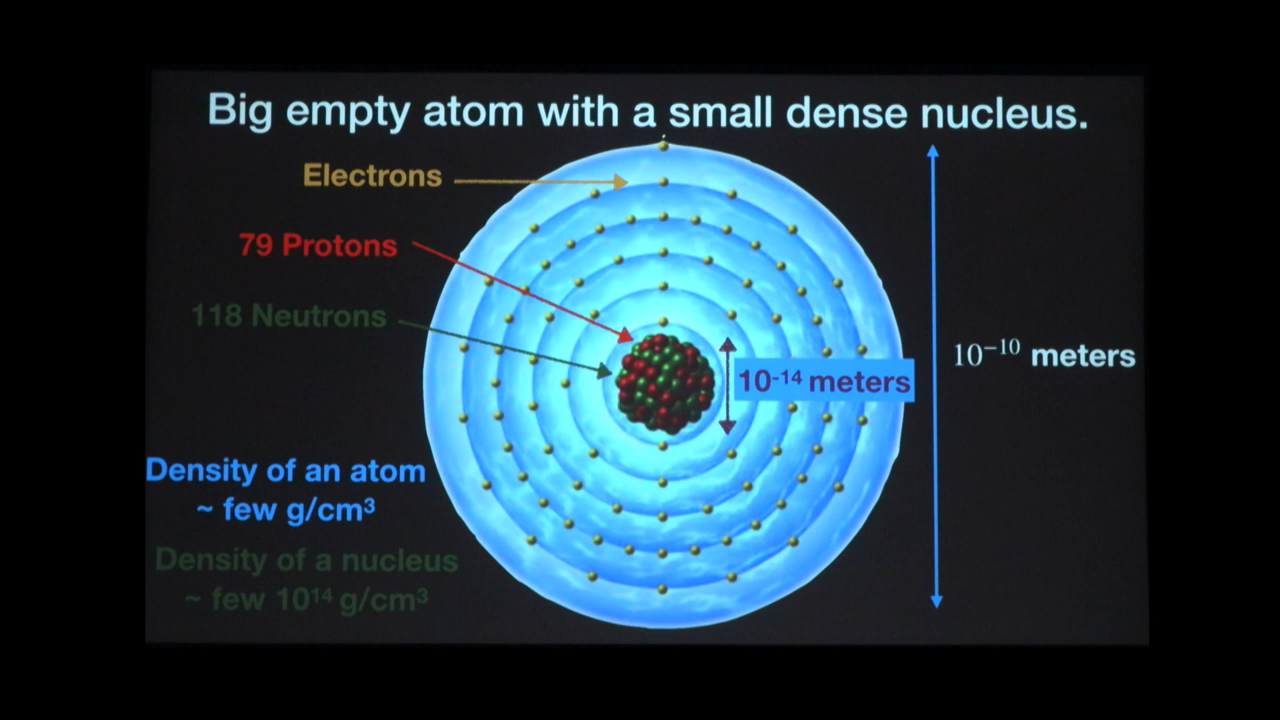 Big empty atom with a small dense nucleus.
Electrons
79 Protons
118 Neutrons
10⁻¹⁴ meters
10⁻¹⁰ meters
Density of an atom
~ few g/cm³
Density of a nucleus
~ few 10¹⁴ g/cm³